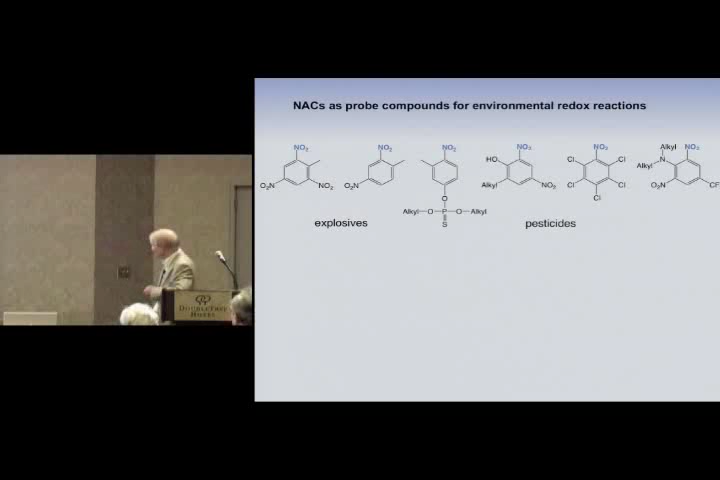 NACs as probe compounds for environmental redox reactions
NO₂ NO₂ NO₂ NO₂ NO₂ Alkyl NO₂
HO Cl Cl N
Alkyl
O₂N NO₂ O₂N Alkyl NO₂ Cl Cl O₂N CF
O Cl
Alkyl O P O Alkyl
S
explosives pesticides
DOUBLETREE
HOTEL